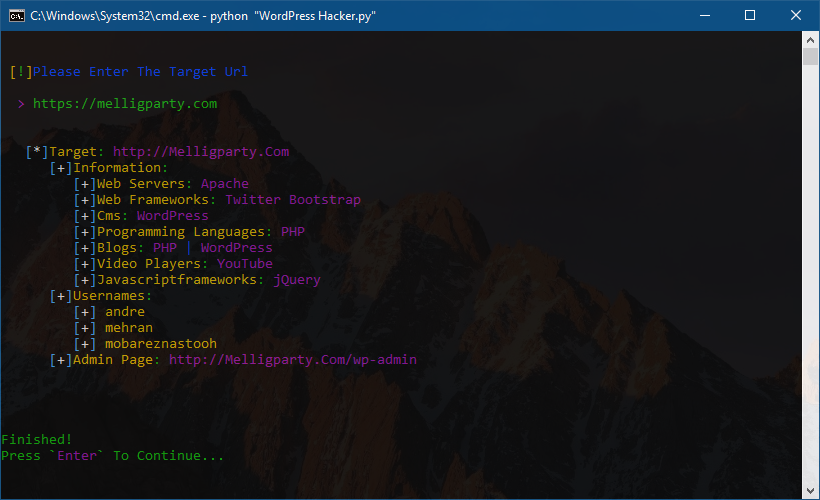 C:\Windows\System32\cmd.exe - python  "WordPress Hacker.py"
[!]Please Enter The Target Url
> https://melligparty.com
[*]Target: http://Melligparty.Com
[+]Information:
[+]Web Servers: Apache
[+]Web Frameworks: Twitter Bootstrap
[+]Cms: WordPress
[+]Programming Languages: PHP
[+]Blogs: PHP | WordPress
[+]Video Players: YouTube
[+]Javascriptframeworks: jQuery
[+]Usernames:
[+] andre
[+] mehran
[+] mobareznastooh
[+]Admin Page: http://Melligparty.Com/wp-admin
Finished!
Press `Enter` To Continue...